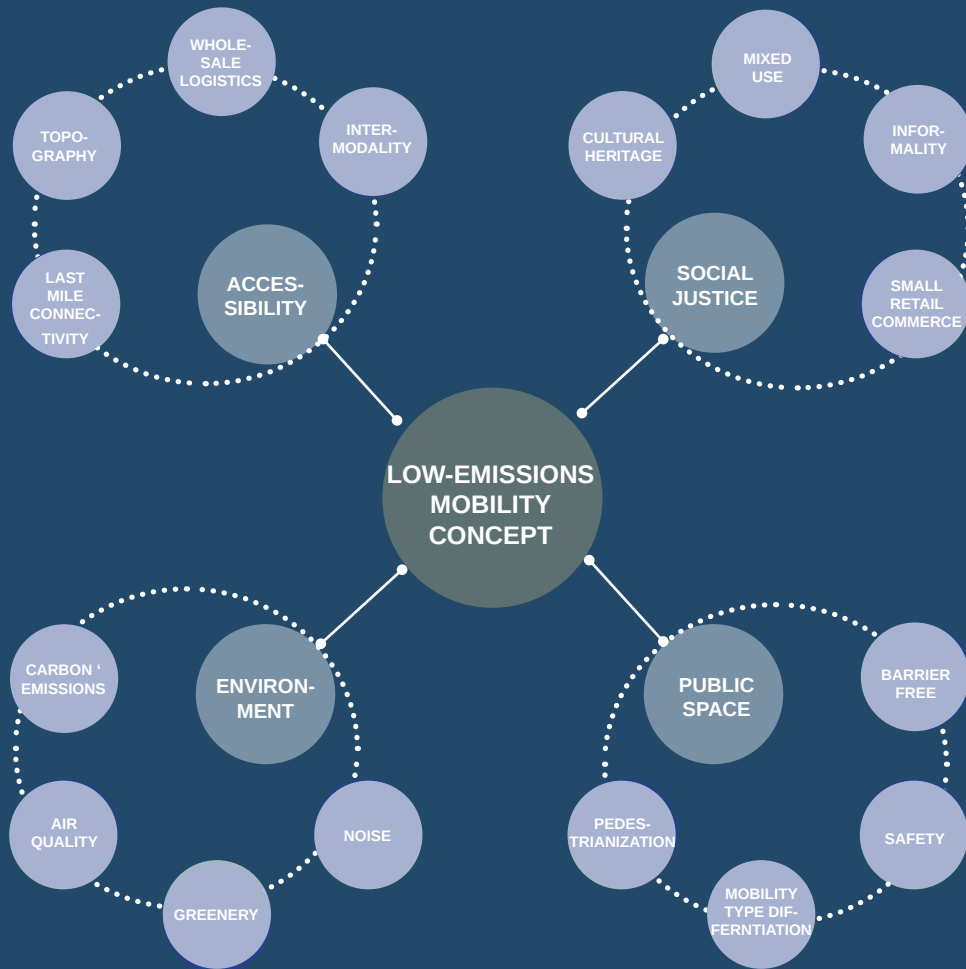 WHOLE-
SALE
LOGISTICS
TOPO-
GRAPHY
INTER-
MODALITY
LAST
MILE
CONNEC-
TIVITY
ACCES-
SIBILITY
MIXED
USE
CULTURAL
HERITAGE
INFOR-
MALITY
SOCIAL
JUSTICE
SMALL
RETAIL
COMMERCE
LOW-EMISSIONS
MOBILITY
CONCEPT
CARBON ‘
EMISSIONS
ENVIRON-
MENT
AIR
QUALITY
NOISE
GREENERY
PUBLIC
SPACE
BARRIER
FREE
PEDES-
TRIANIZATION
SAFETY
MOBILITY
TYPE DIF-
FERNTIATION